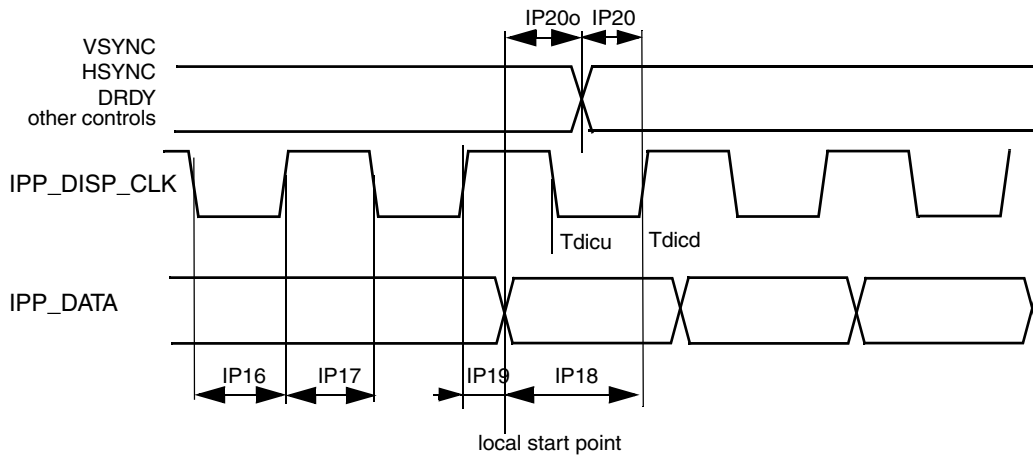 IP20o IP20
VSYNC
HSYNC
DRDY
other controls
IPP_DISP_CLK
Tdicu Tdicd
IPP_DATA
IP16 IP17 IP19 IP18
local start point